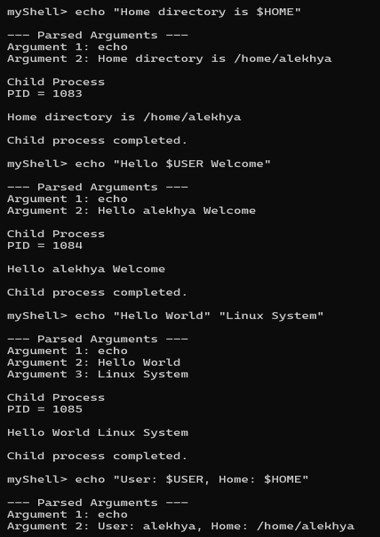 myShell> echo "Home directory is $HOME"
--- Parsed Arguments ---
Argument 1: echo
Argument 2: Home directory is /home/alekhya
Child Process
PID = 1083
Home directory is /home/alekhya
Child process completed.
myShell> echo "Hello $USER Welcome"
--- Parsed Arguments ---
Argument 1: echo
Argument 2: Hello alekhya Welcome
Child Process
PID = 1084
Hello alekhya Welcome
Child process completed.
myShell> echo "Hello World" "Linux System"
--- Parsed Arguments ---
Argument 1: echo
Argument 2: Hello World
Argument 3: Linux System
Child Process
PID = 1085
Hello World Linux System
Child process completed.
myShell> echo "User: $USER, Home: $HOME"
--- Parsed Arguments ---
Argument 1: echo
Argument 2: User: alekhya, Home: /home/alekhya